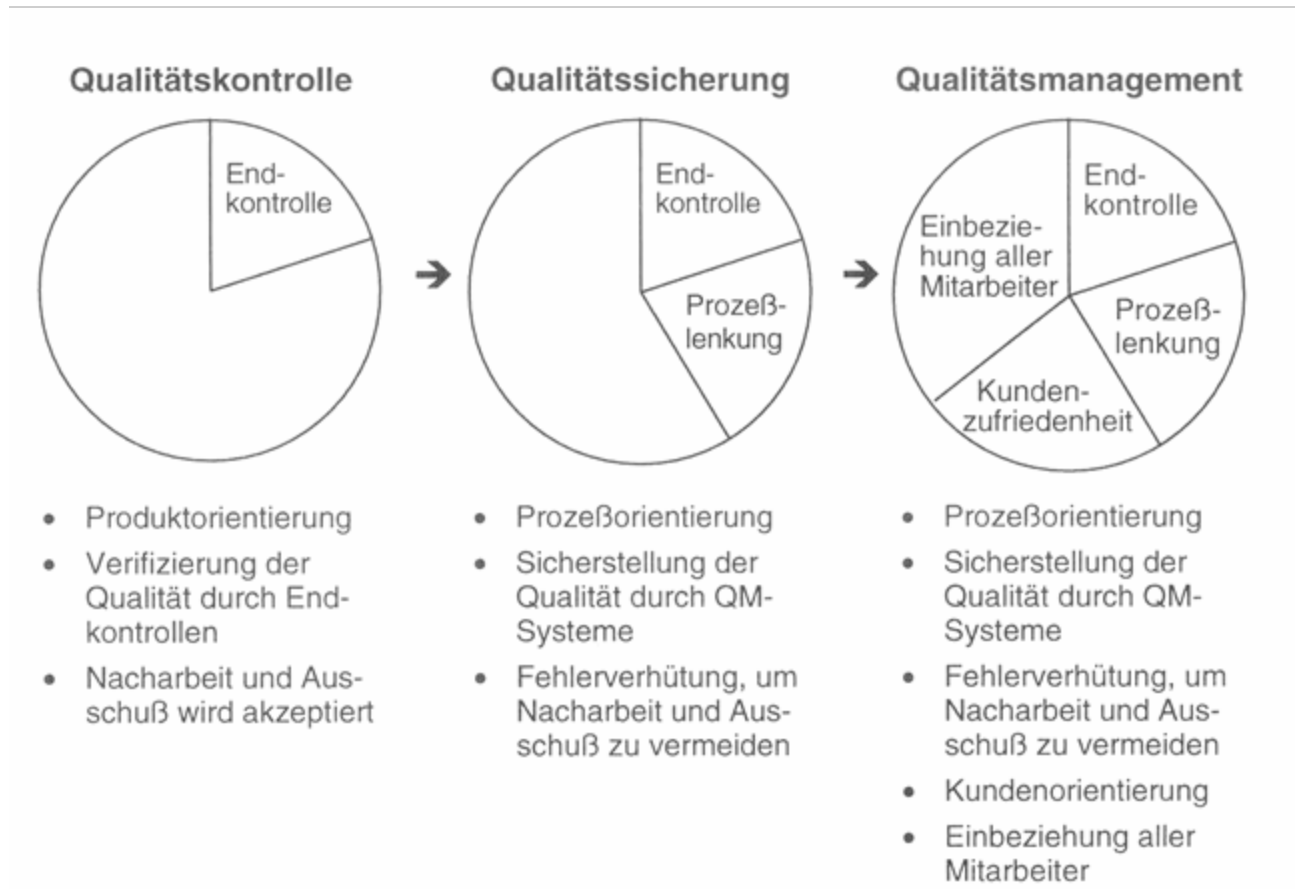 Qualitätskontrolle
End-
kontrolle
Produktorientierung
Verifizierung der
Qualität durch End-
kontrollen
Nacharbeit und Aus-
schuß wird akzeptiert
Qualitätssicherung
End-
kontrolle
Prozeß-
lenkung
Prozeßorientierung
Sicherstellung der
Qualität durch QM-
Systeme
Fehlerverhütung, um
Nacharbeit und Aus-
schuß zu vermeiden
Qualitätsmanagement
End-
kontrolle
Einbezie-
hung aller
Mitarbeiter
Prozeß-
lenkung
Kunden-
zufriedenheit
Prozeßorientierung
Sicherstellung der
Qualität durch QM-
Systeme
Fehlerverhütung, um
Nacharbeit und Aus-
schuß zu vermeiden
Kundenorientierung
Einbeziehung aller
Mitarbeiter